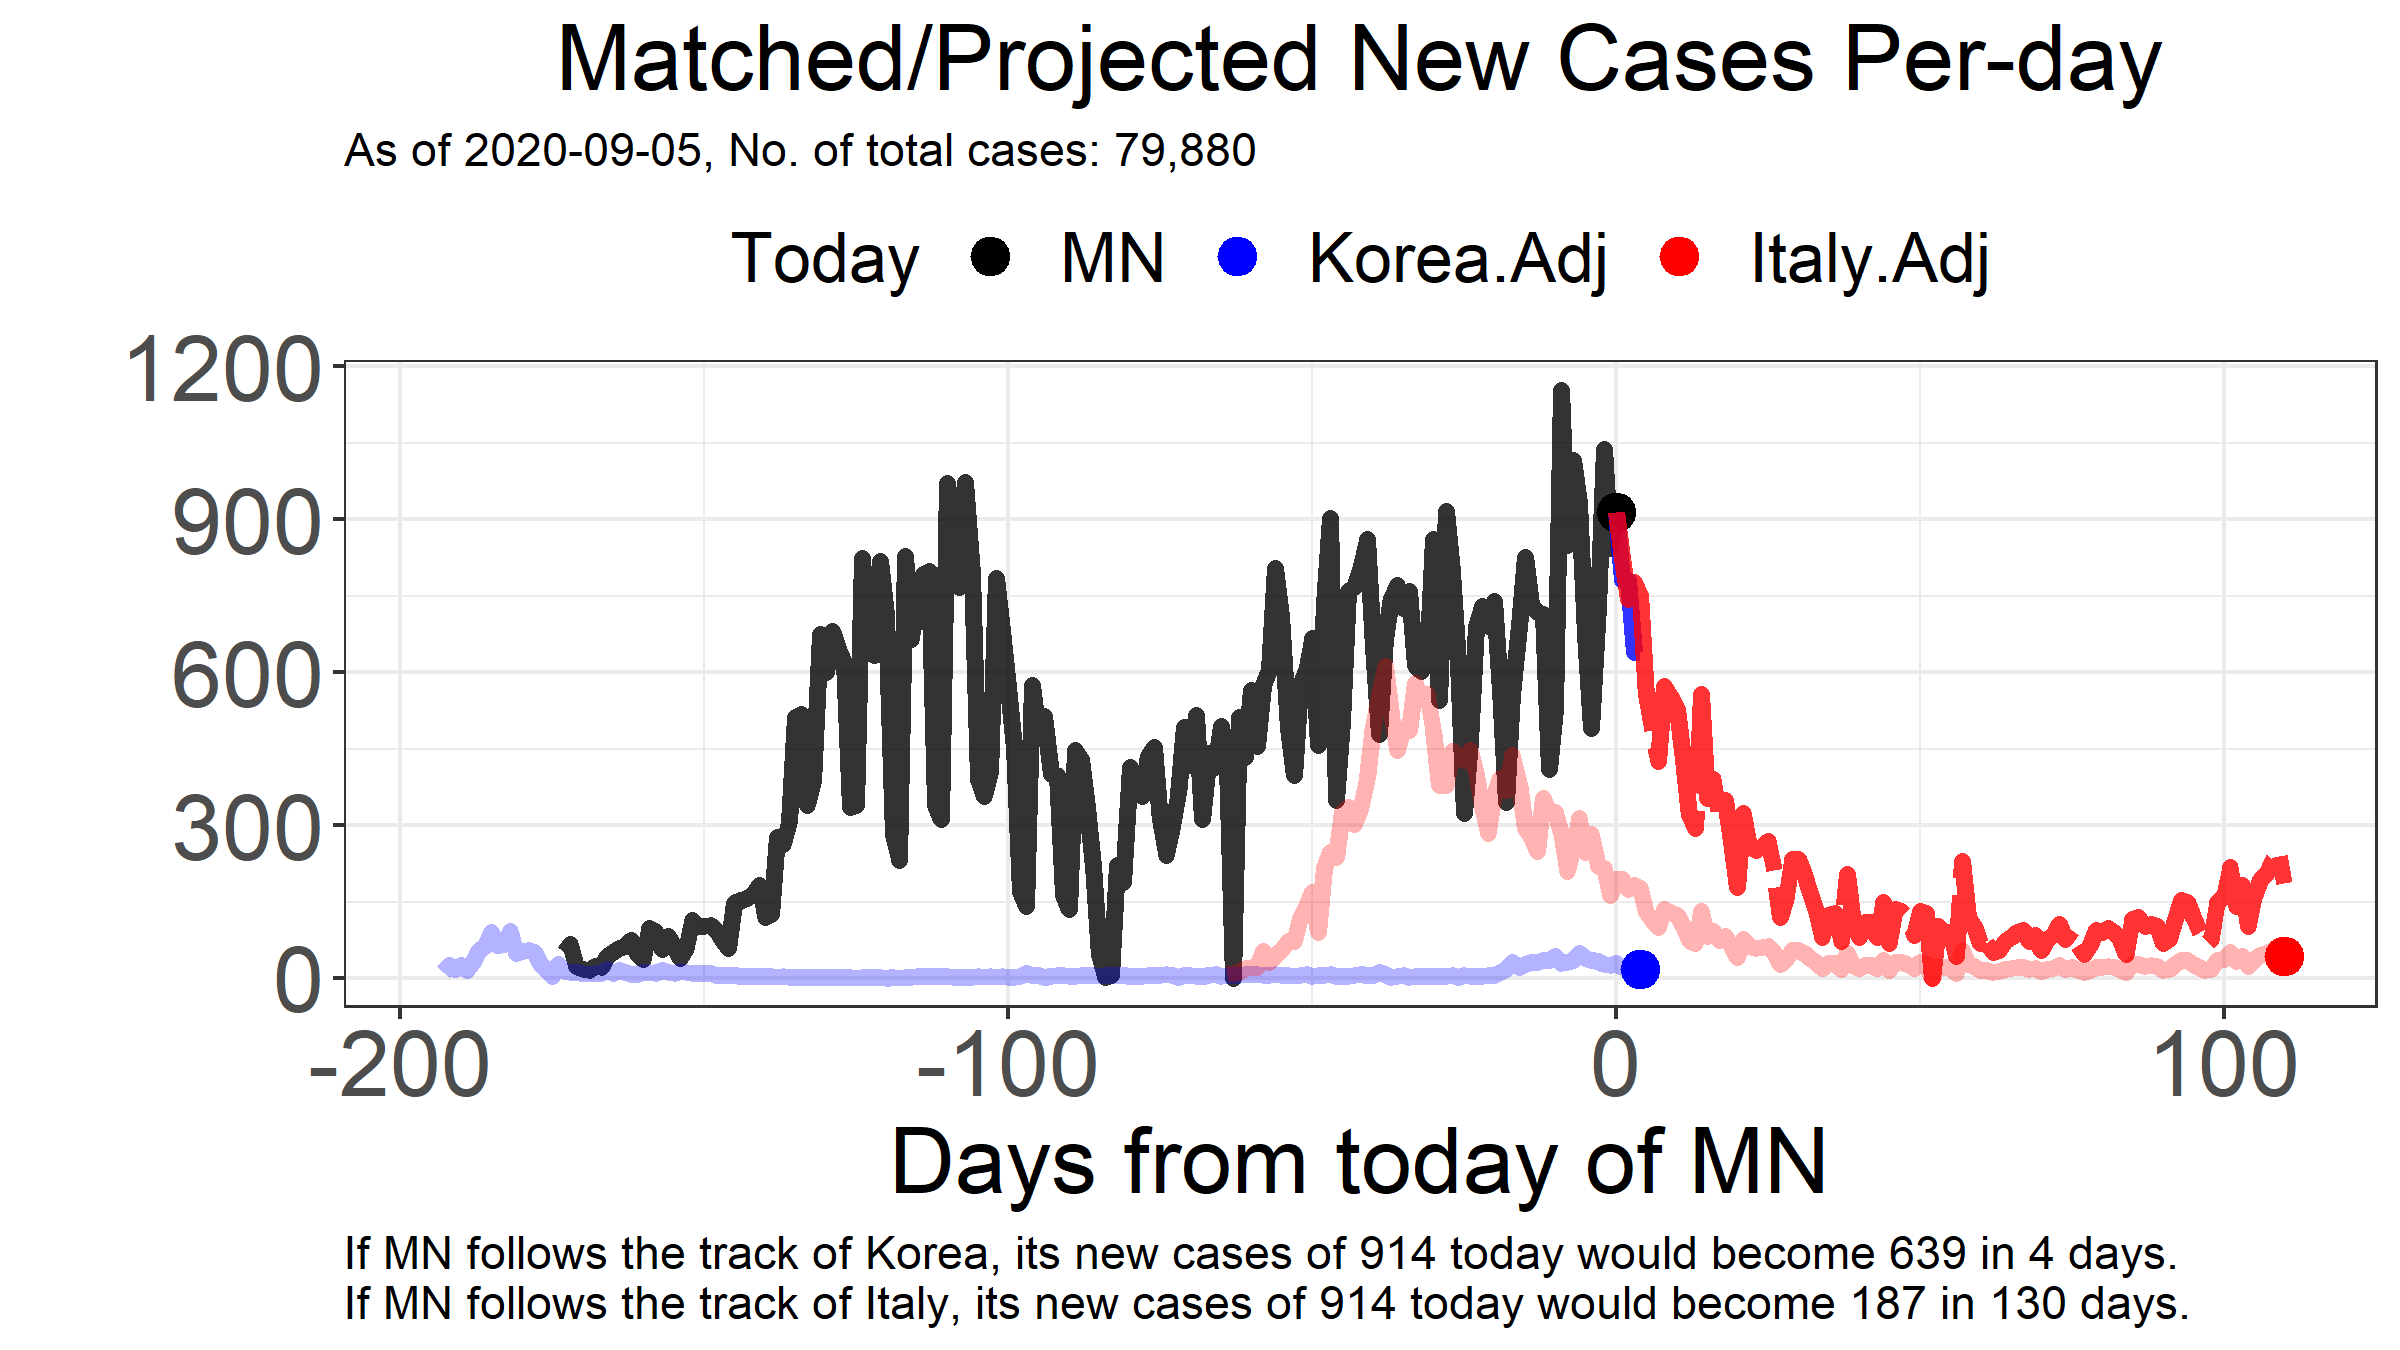 Matched/Projected New Cases Per-day
As of 2020-09-05, No. of total cases: 79,880
Today MN Korea.Adj Italy.Adj
1200
900
600
300
0
-200 -100 0 100
Days from today of MN
If MN follows the track of Korea, its new cases of 914 today would become 639 in 4 days.
If MN follows the track of Italy, its new cases of 914 today would become 187 in 130 days.